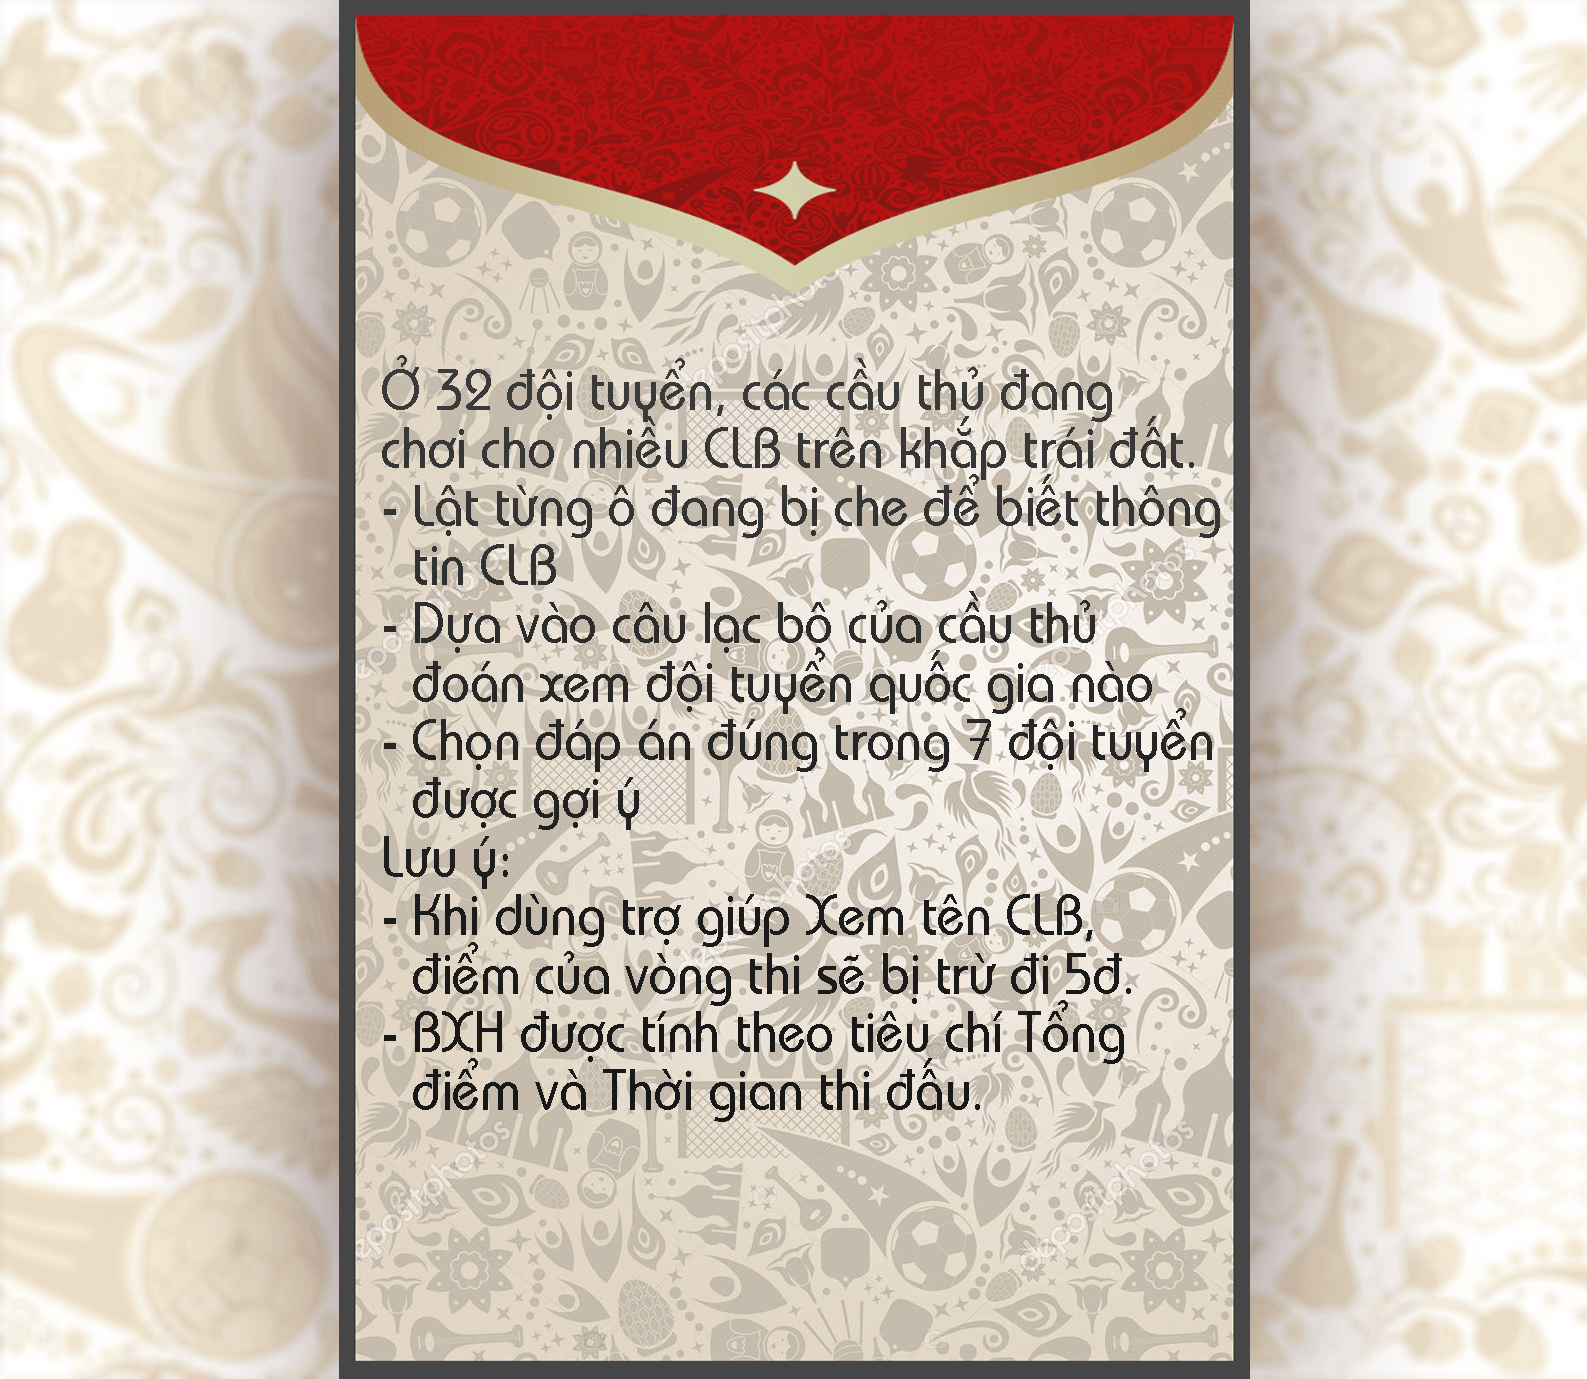 Ở 32 đội tuyển, các cầu thủ đang
chơi cho nhiều CLB trên khắp trái đất.
- Lật từng ô đang bị che để biết thông
tin CLB
- Dựa vào câu lạc bộ của cầu thủ
đoán xem đội tuyển quốc gia nào
- Chọn đáp án đúng trong 7 đội tuyển
được gợi ý
Lưu ý:
- Khi dùng trợ giúp Xem tên CLB,
điểm của vòng thi sẽ bị trừ đi 5đ.
- BXH được tính theo tiêu chí Tổng
điểm và Thời gian thi đấu.
depositphotos
depositphotos
depositphotos